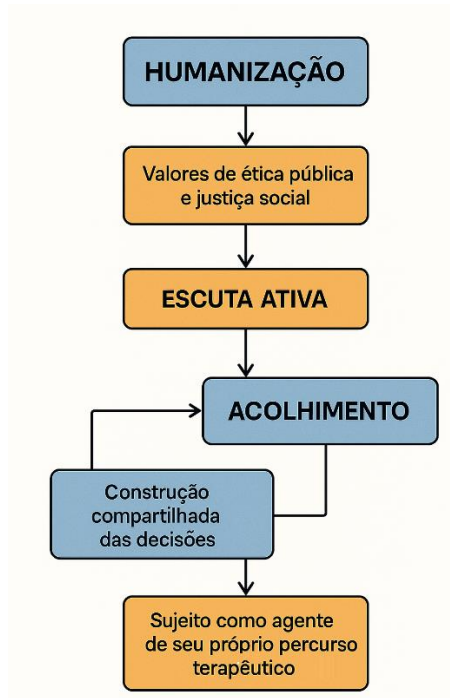 HUMANIZAÇÃO
Valores de ética pública
e justiça social
ESCUTA ATIVA
ACOLHIMENTO
Construção
compartilhada
das decisões
Sujeito como agente
de seu próprio percurso
terapêutico